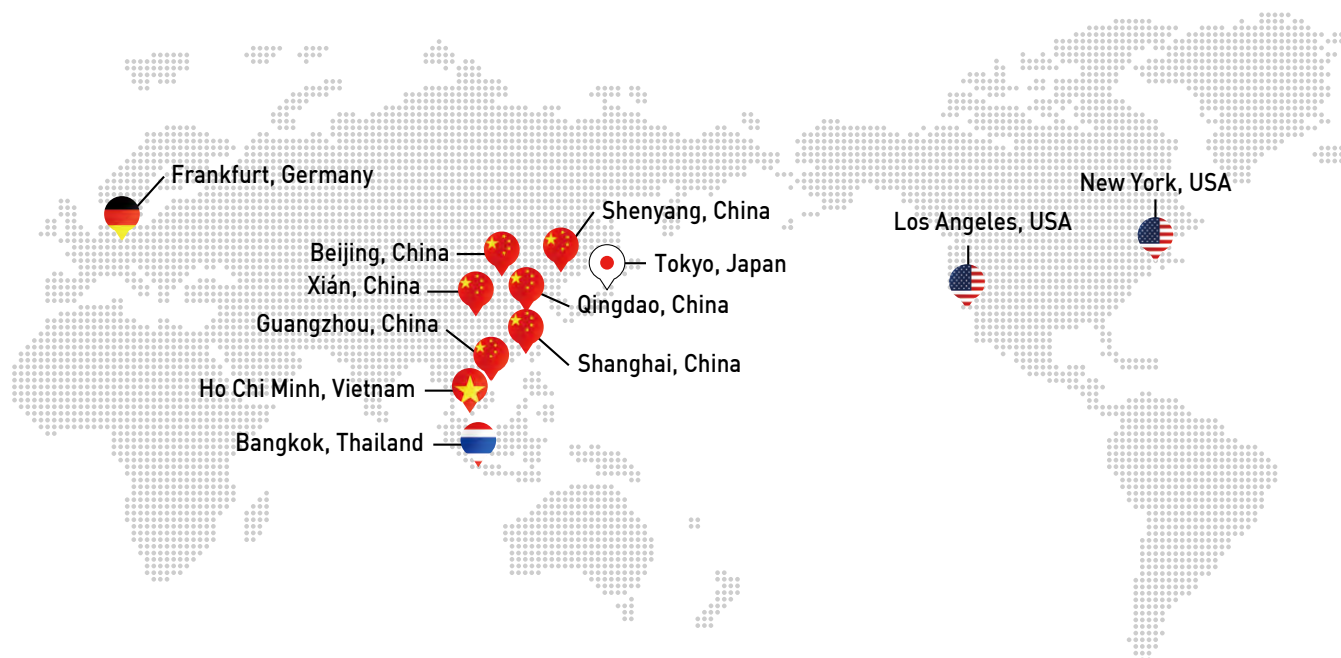 Frankfurt, Germany
New York, USA
Shenyang, China
Los Angeles, USA
Beijing, China
Tokyo, Japan
Xián, China
Qingdao, China
Guangzhou, China
Shanghai, China
Ho Chi Minh, Vietnam
Bangkok, Thailand